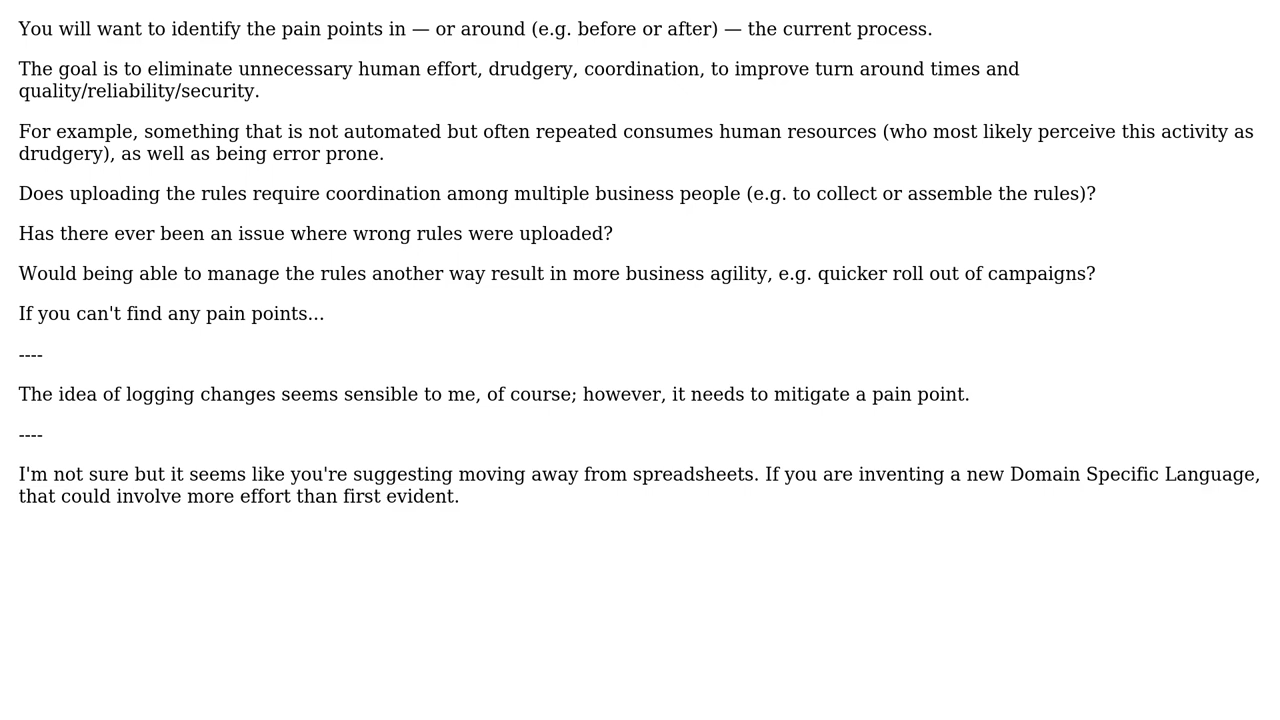 You will want to identify the pain points in — or around (e.g. before or after) — the current process.
The goal is to eliminate unnecessary human effort, drudgery, coordination, to improve turn around times and
quality/reliability/security.
For example, something that is not automated but often repeated consumes human resources (who most likely perceive this activity as
drudgery), as well as being error prone.
Does uploading the rules require coordination among multiple business people (e.g. to collect or assemble the rules)?
Has there ever been an issue where wrong rules were uploaded?
Would being able to manage the rules another way result in more business agility, e.g. quicker roll out of campaigns?
If you can't find any pain points...
----
The idea of logging changes seems sensible to me, of course; however, it needs to mitigate a pain point.
----
I'm not sure but it seems like you're suggesting moving away from spreadsheets. If you are inventing a new Domain Specific Language,
that could involve more effort than first evident.